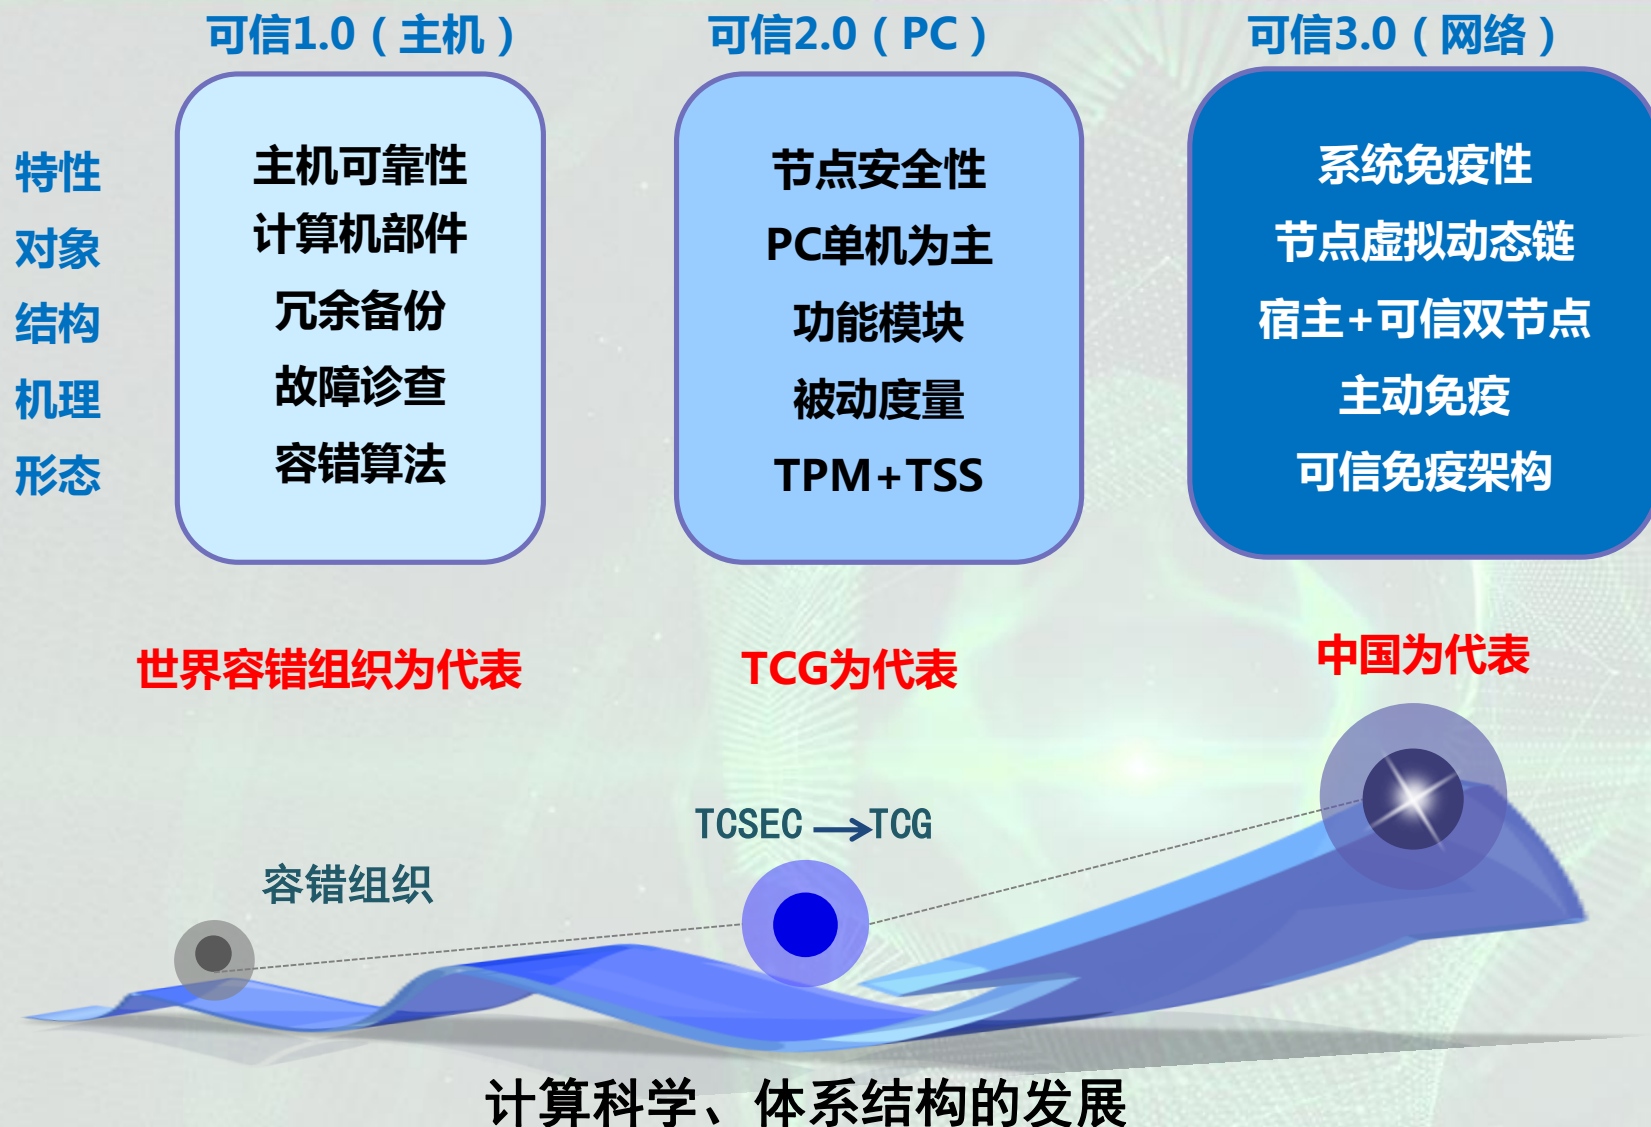 可信1.0（主机）
可信2.0（PC）
可信3.0（网络）
特性
对象
结构
机理
形态
主机可靠性
计算机部件
冗余备份
故障诊查
容错算法
节点安全性
PC单机为主
功能模块
被动度量
TPM+TSS
系统免疫性
节点虚拟动态链
宿主+可信双节点
主动免疫
可信免疫架构
世界容错组织为代表
TCG为代表
中国为代表
容错组织
TCSEC→TCG
计算科学、体系结构的发展